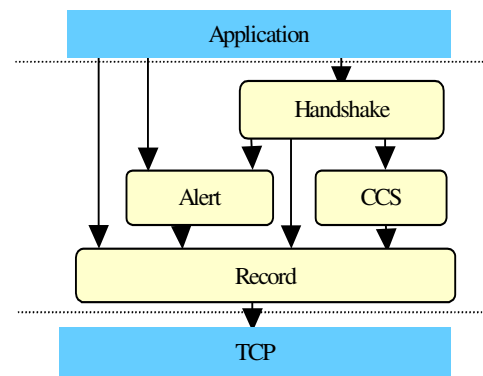 Application
Handshake
Alert
CCS
Record
TCP